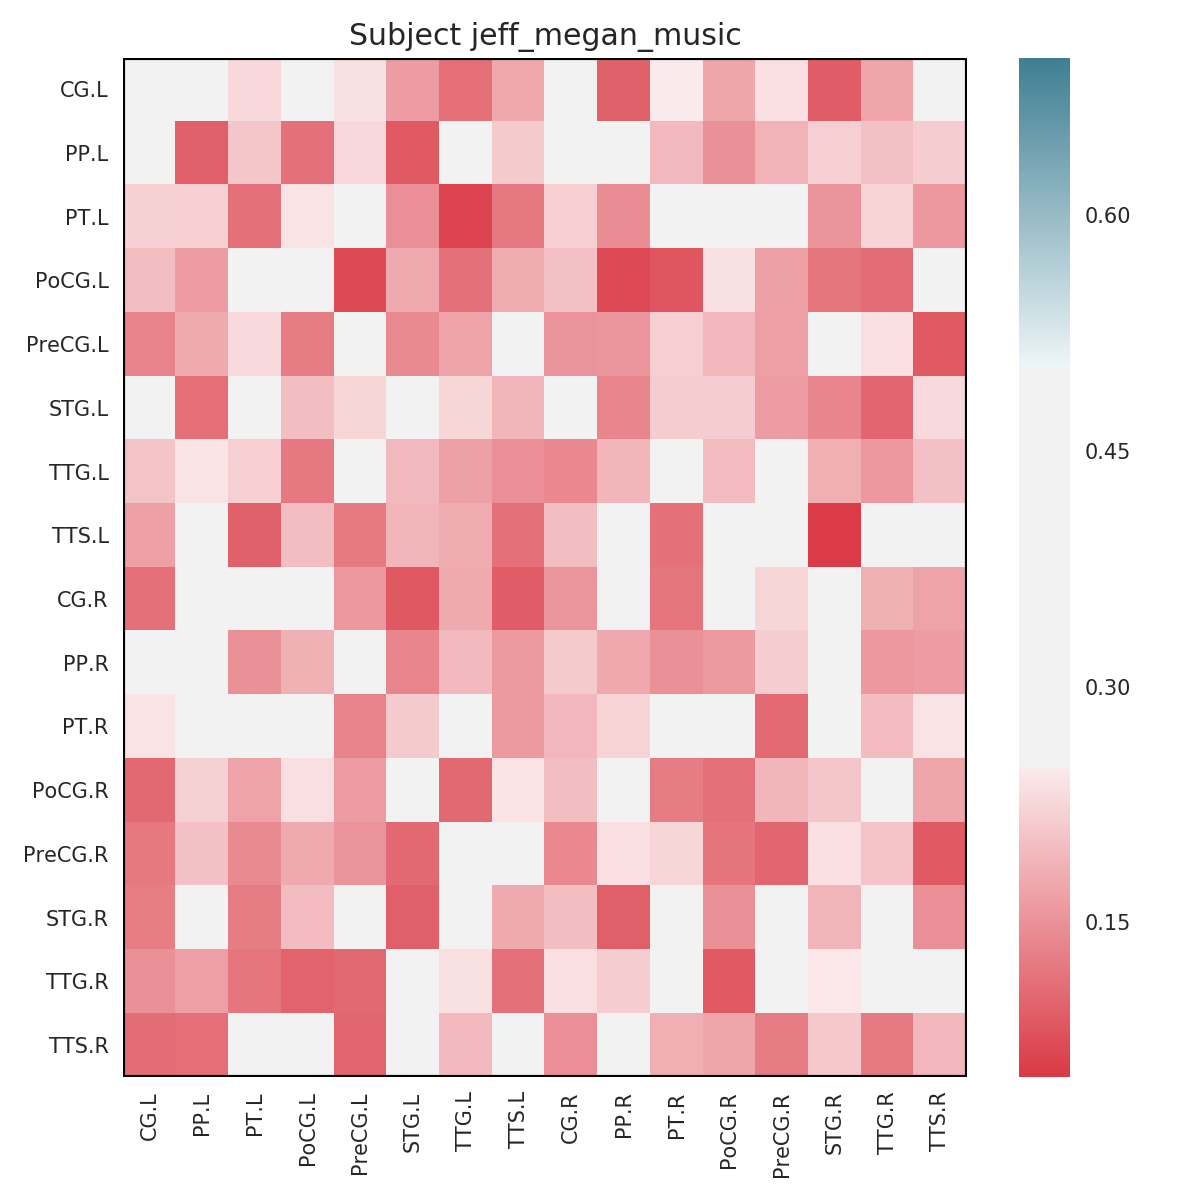 Subject jeff_megan_music
CG.L
PP.L
PT.L
PoCG.L
PreCG.L
STG.L
TTG.L
TTS.L
CG.R
PP.R
PT.R
PoCG.R
PreCG.R
STG.R
TTG.R
TTS.R
CG.L
PP.L
PT.L
PoCG.L
PreCG.L
STG.L
TTG.L
TTS.L
CG.R
PP.R
PT.R
PoCG.R
PreCG.R
STG.R
TTG.R
TTS.R
0.60
0.45
0.30
0.15